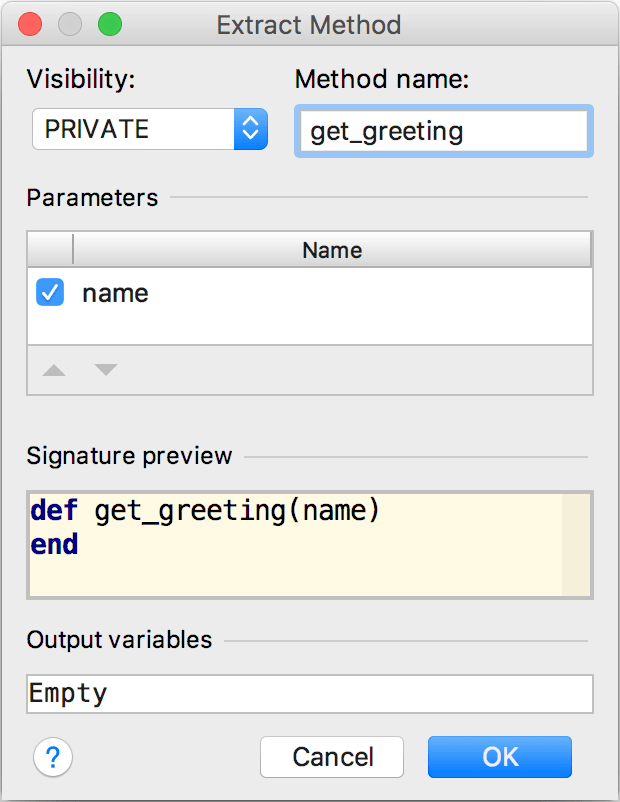 Extract Method
Visibility: Method name:
PRIVATE get_greeting
Parameters
Name
name
Signature preview
def get_greeting(name)
end
Output variables
Empty
? Cancel OK